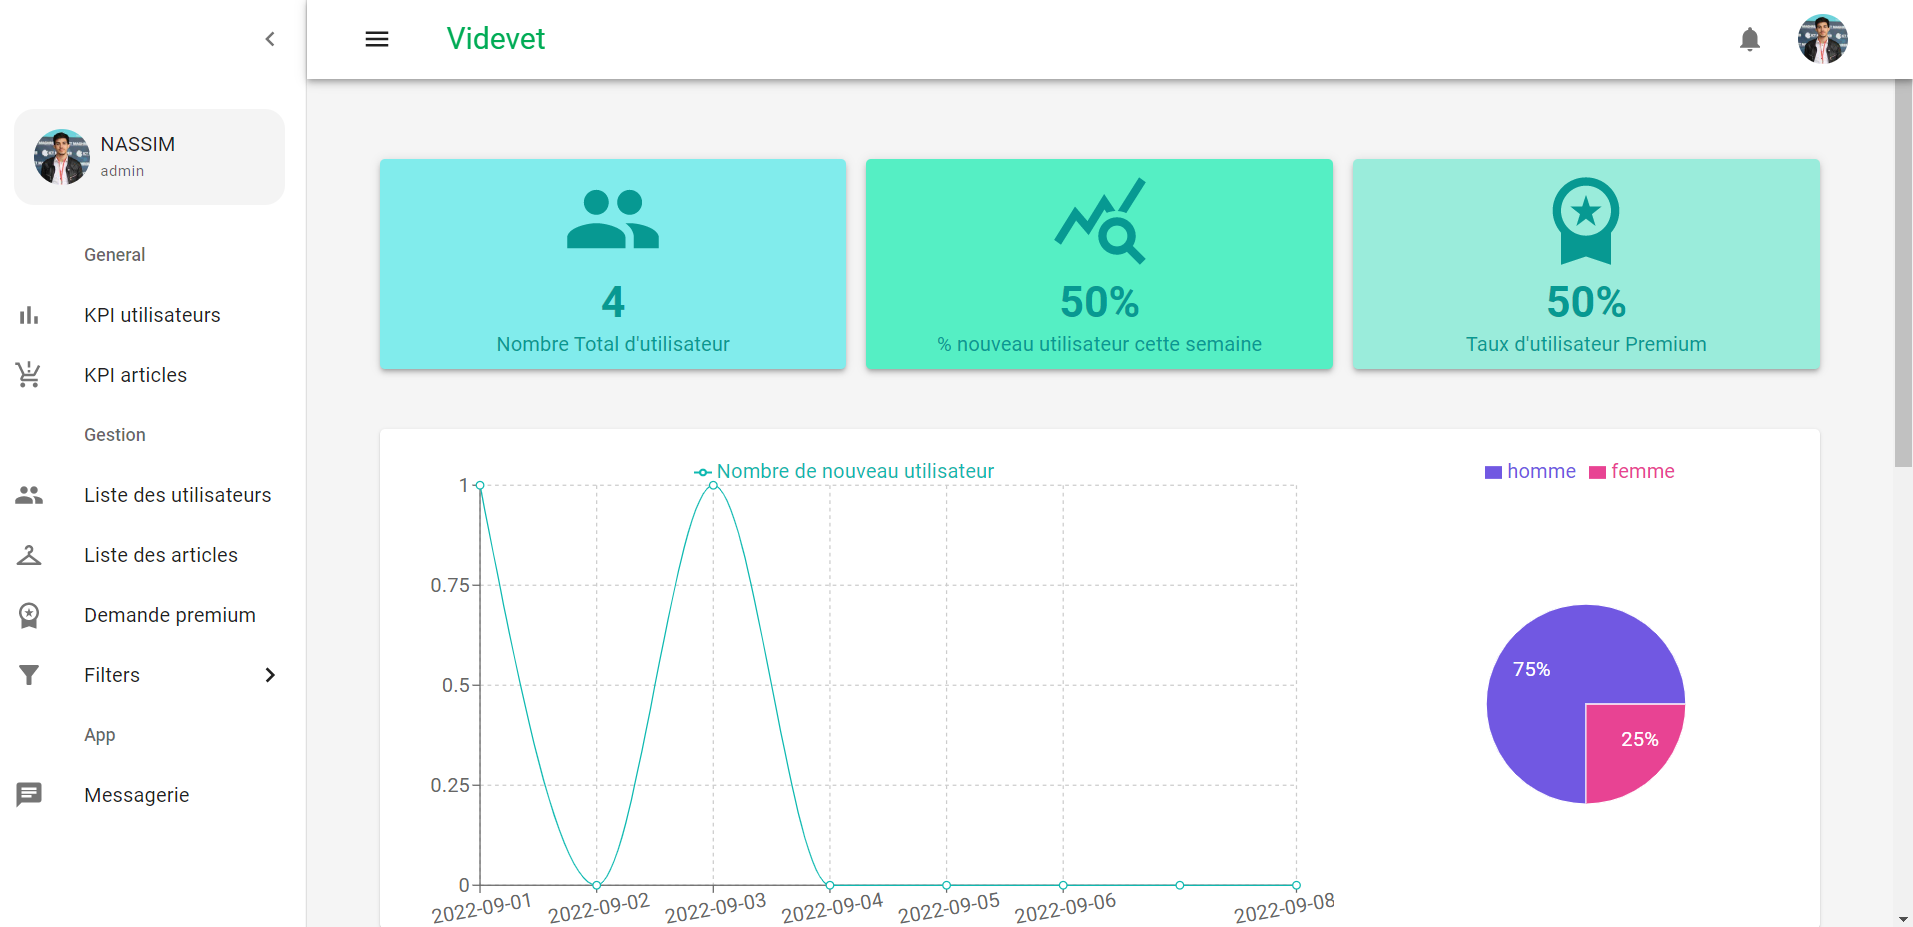 Videvet
NASSIM
admin
General
KPI utilisateurs
KPI articles
Gestion
Liste des utilisateurs
Liste des articles
Demande premium
Filters
App
Messagerie
4
Nombre Total d'utilisateur
50%
% nouveau utilisateur cette semaine
50%
Taux d'utilisateur Premium
Nombre de nouveau utilisateur
1
0.75
0.5
0.25
0
2022-09-01
2022-09-02
2022-09-03
2022-09-04
2022-09-05
2022-09-06
2022-09-08
homme
femme
75%
25%